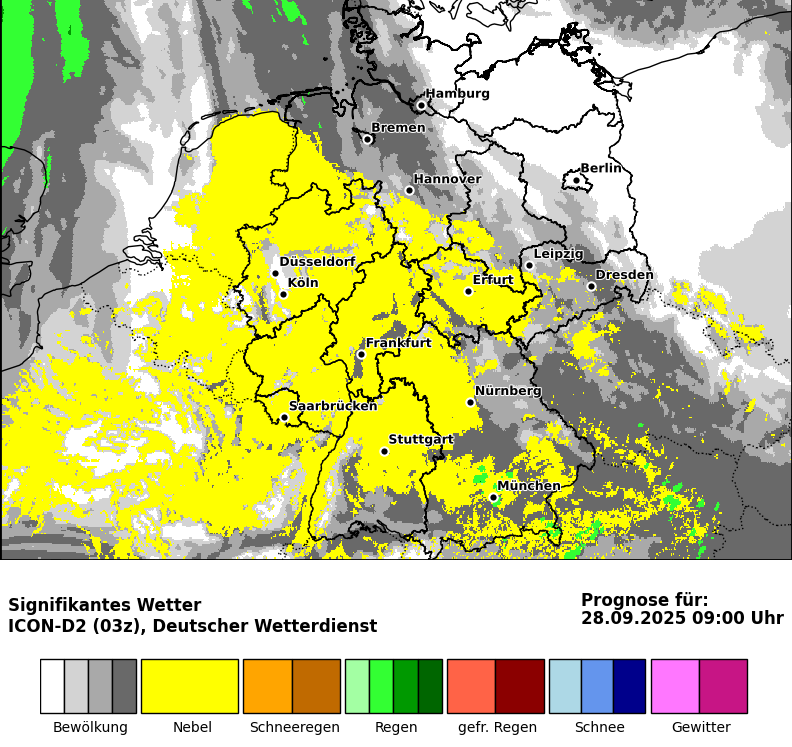 Hamburg
Bremen
Berlin
Hannover
Leipzig
Düsseldorf
Dresden
Köln
Erfurt
Frankfurt
Nürnberg
Saarbrücken
Stuttgart
München
Signifikantes Wetter
ICON-D2 (03z), Deutscher Wetterdienst
Prognose für:
28.09.2025 09:00 Uhr
Bewölkung
Nebel
Schneeregen
Regen
gefr. Regen
Schnee
Gewitter